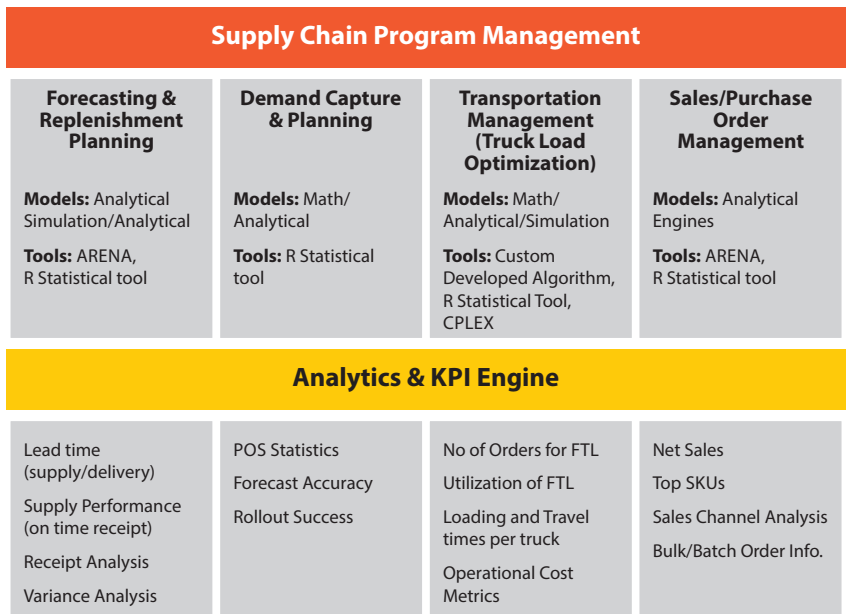 Supply Chain Program Management
Forecasting &
Replenishment
Planning
Models: Analytical
Simulation/Analytical
Tools: ARENA,
R Statistical tool
Demand Capture
& Planning
Models: Math/
Analytical
Tools: R Statistical
tool
Transportation
Management
(Truck Load
Optimization)
Models: Math/
Analytical/Simulation
Tools: Custom
Developed Algorithm,
R Statistical Tool,
CPLEX
Sales/Purchase
Order
Management
Models: Analytical
Engines
Tools: ARENA,
R Statistical tool
Analytics & KPI Engine
Lead time
(supply/delivery)
Supply Performance
(on time receipt)
Receipt Analysis
Variance Analysis
POS Statistics
Forecast Accuracy
Rollout Success
No of Orders for FTL
Utilization of FTL
Loading and Travel
times per truck
Operational Cost
Metrics
Net Sales
Top SKUs
Sales Channel Analysis
Bulk/Batch Order Info.